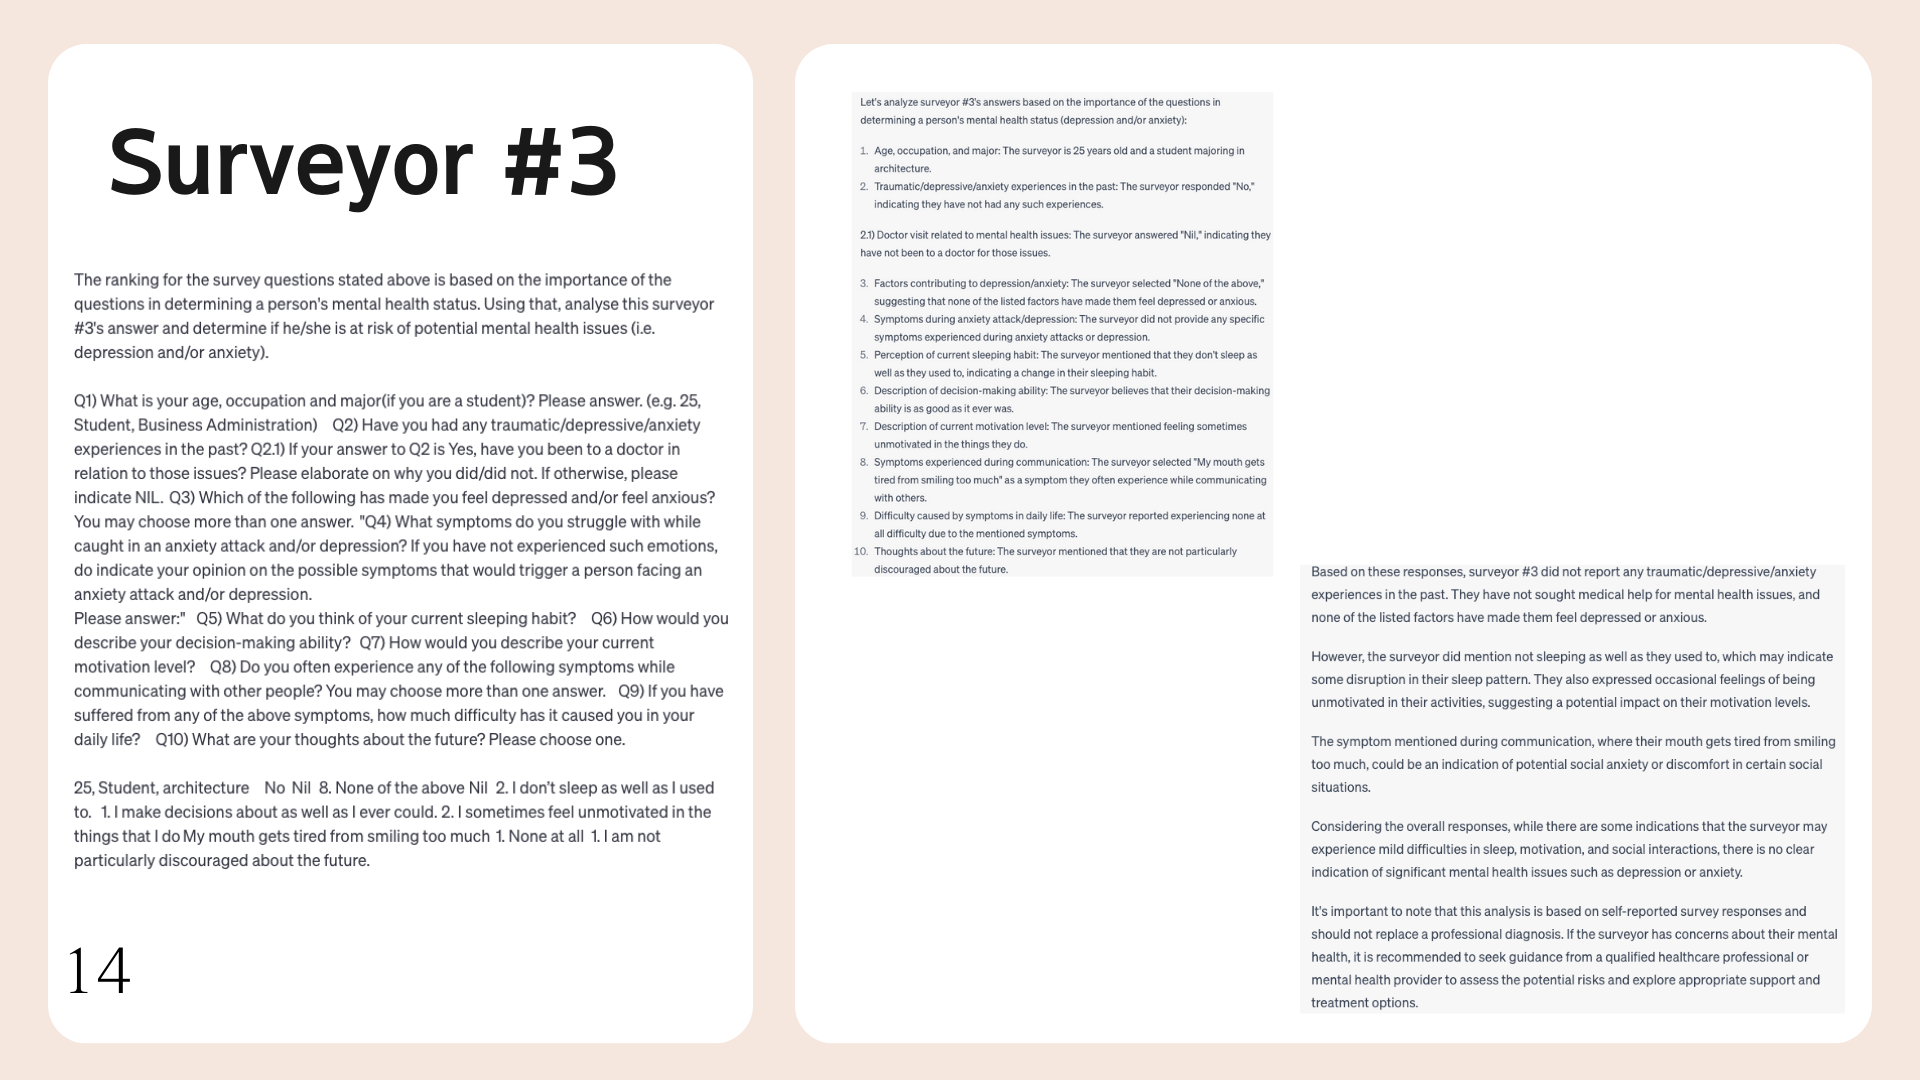 Surveyor #3
The ranking for the survey questions stated above is based on the importance of the
questions in determining a person's mental health status. Using that, analyse this surveyor
#3's answer and determine if he/she is at risk of potential mental health issues (i.e.
depression and/or anxiety).
Q1) What is your age, occupation and major(if you are a student)? Please answer. (e.g. 25,
Student, Business Administration)    Q2) Have you had any traumatic/depressive/anxiety
experiences in the past? Q2.1) If your answer to Q2 is Yes, have you been to a doctor in
relation to those issues? Please elaborate on why you did/did not. If otherwise, please
indicate NIL.  Q3) Which of the following has made you feel depressed and/or feel anxious?
You may choose more than one answer.  "Q4) What symptoms do you struggle with while
caught in an anxiety attack and/or depression? If you have not experienced such emotions,
do indicate your opinion on the possible symptoms that would trigger a person facing an
anxiety attack and/or depression.
Please answer:"   Q5) What do you think of your current sleeping habit?    Q6) How would you
describe your decision-making ability?  Q7) How would you describe your current
motivation level?    Q8) Do you often experience any of the following symptoms while
communicating with other people? You may choose more than one answer.   Q9) If you have
suffered from any of the above symptoms, how much difficulty has it caused you in your
daily life?    Q10) What are your thoughts about the future? Please choose one.
25, Student, architecture    No  Nil  8. None of the above Nil  2. I don't sleep as well as I used
to.  1. I make decisions about as well as I ever could. 2. I sometimes feel unmotivated in the
things that I do My mouth gets tired from smiling too much 1. None at all  1. I am not
particularly discouraged about the future.
14
Let's analyze surveyor #3's answers based on the importance of the questions in
determining a person's mental health status (depression and/or anxiety):
1. Age, occupation, and major: The surveyor is 25 years old and a student majoring in
architecture.
2. Traumatic/depressive/anxiety experiences in the past: The surveyor responded "No,"
indicating they have not had any such experiences.
2.1) Doctor visit related to mental health issues: The surveyor answered "Nil," indicating they
have not been to a doctor for those issues.
3. Factors contributing to depression/anxiety: The surveyor selected "None of the above,"
suggesting that none of the listed factors have made them feel depressed or anxious.
4. Symptoms during anxiety attack/depression: The surveyor did not provide any specific
symptoms experienced during anxiety attacks or depression.
5. Perception of current sleeping habit: The surveyor mentioned that they don't sleep as
well as they used to, indicating a change in their sleeping habit.
6. Description of decision-making ability: The surveyor believes that their decision-making
ability is as good as it ever was.
7. Description of current motivation level: The surveyor mentioned feeling sometimes
unmotivated in the things they do.
8. Symptoms experienced during communication: The surveyor selected "My mouth gets
tired from smiling too much" as a symptom they often experience while communicating
with others.
9. Difficulty caused by symptoms in daily life: The surveyor reported experiencing none at
all difficulty due to the mentioned symptoms.
10. Thoughts about the future: The surveyor mentioned that they are not particularly
discouraged about the future.
Based on these responses, surveyor #3 did not report any traumatic/depressive/anxiety
experiences in the past. They have not sought medical help for mental health issues, and
none of the listed factors have made them feel depressed or anxious.
However, the surveyor did mention not sleeping as well as they used to, which may indicate
some disruption in their sleep pattern. They also expressed occasional feelings of being
unmotivated in their activities, suggesting a potential impact on their motivation levels.
The symptom mentioned during communication, where their mouth gets tired from smiling
too much, could be an indication of potential social anxiety or discomfort in certain social
situations.
Considering the overall responses, while there are some indications that the surveyor may
experience mild difficulties in sleep, motivation, and social interactions, there is no clear
indication of significant mental health issues such as depression or anxiety.
It's important to note that this analysis is based on self-reported survey responses and
should not replace a professional diagnosis. If the surveyor has concerns about their mental
health, it is recommended to seek guidance from a qualified healthcare professional or
mental health provider to assess the potential risks and explore appropriate support and
treatment options.